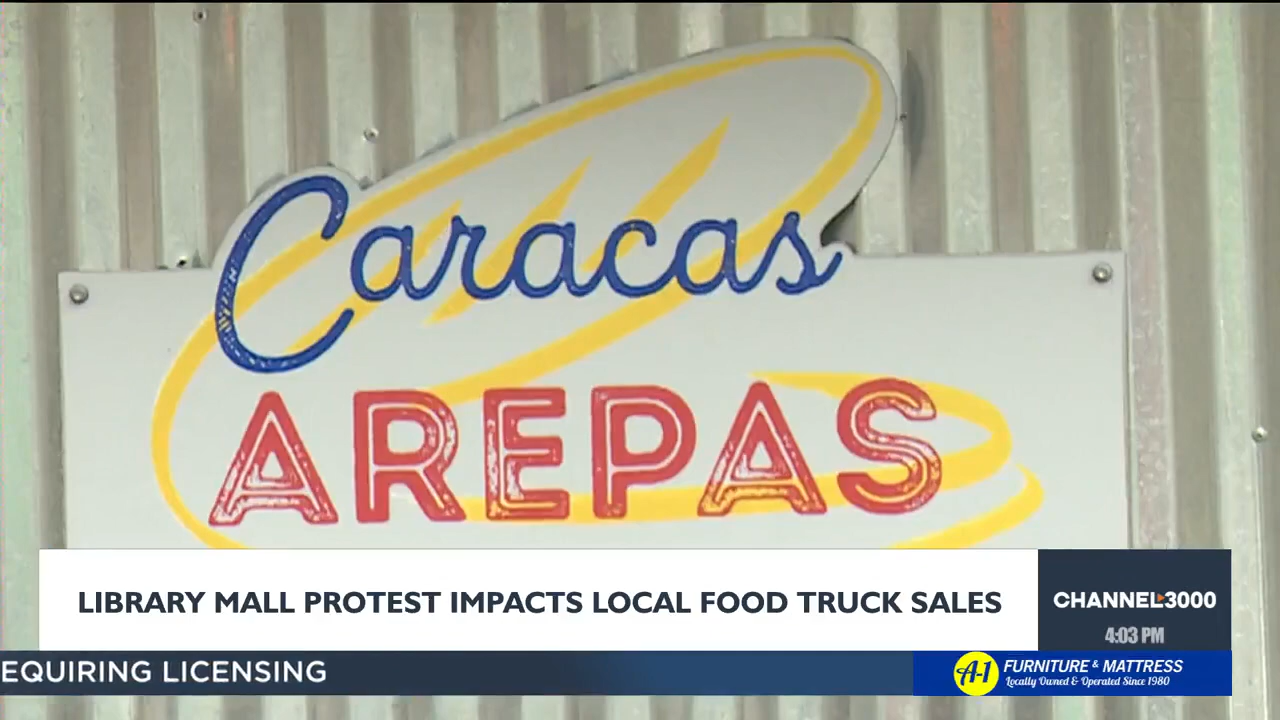 Caracas
AREPAS
LIBRARY MALL PROTEST IMPACTS LOCAL FOOD TRUCK SALES
CHANNEL3000
4:03 PM
EQUIRING LICENSING
A-1 FURNITURE & MATTRESS
Locally Owned & Operated Since 1980